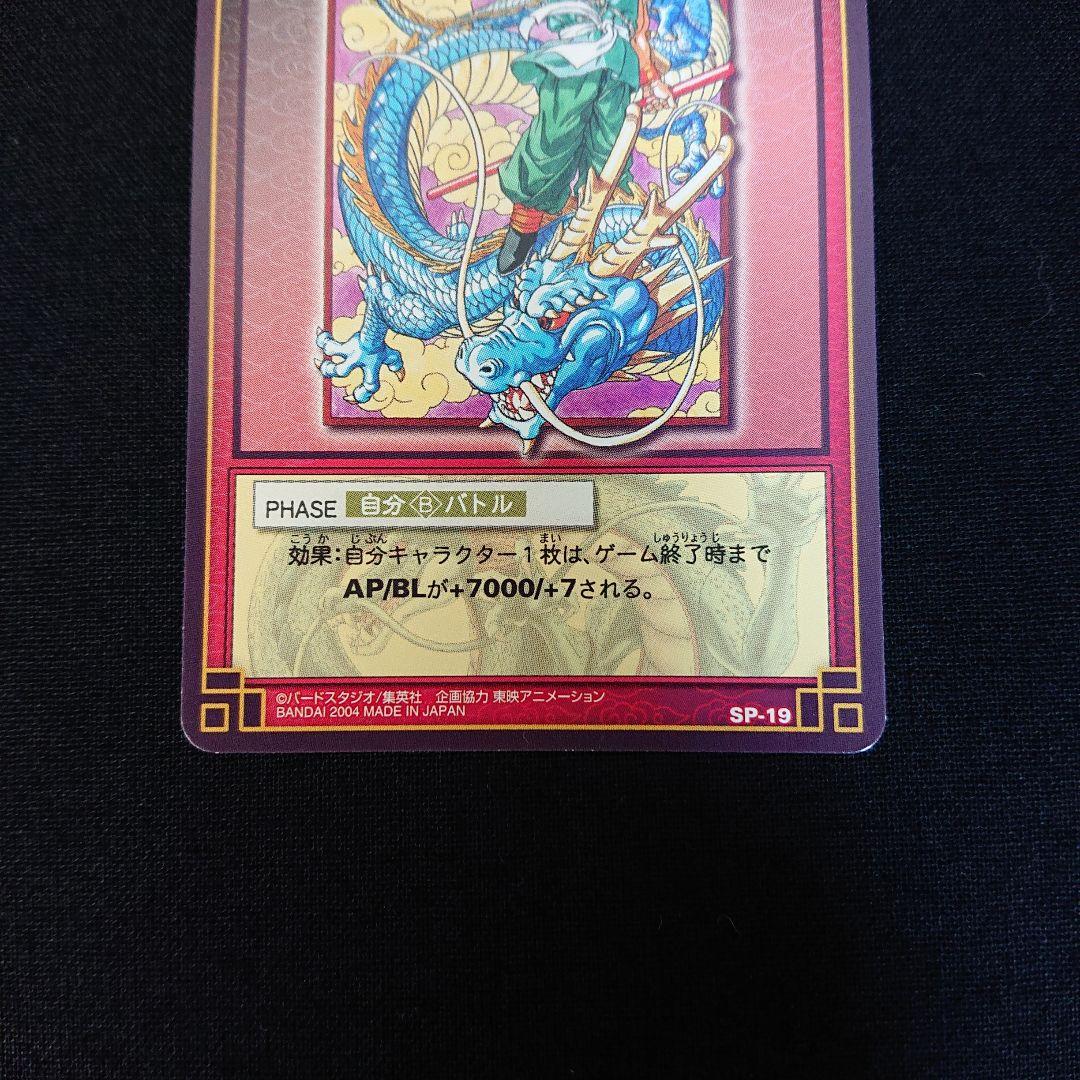 PHASE 自分 Ⓑ バトル
こうか じぶん まい しゅうりょうじ
効果：自分キャラクター1枚は、ゲーム終了時まで
AP/BLが+7000/+7される。
©バードスタジオ/集英社 企画協力 東映アニメーション
BANDAI 2004 MADE IN JAPAN
SP-19